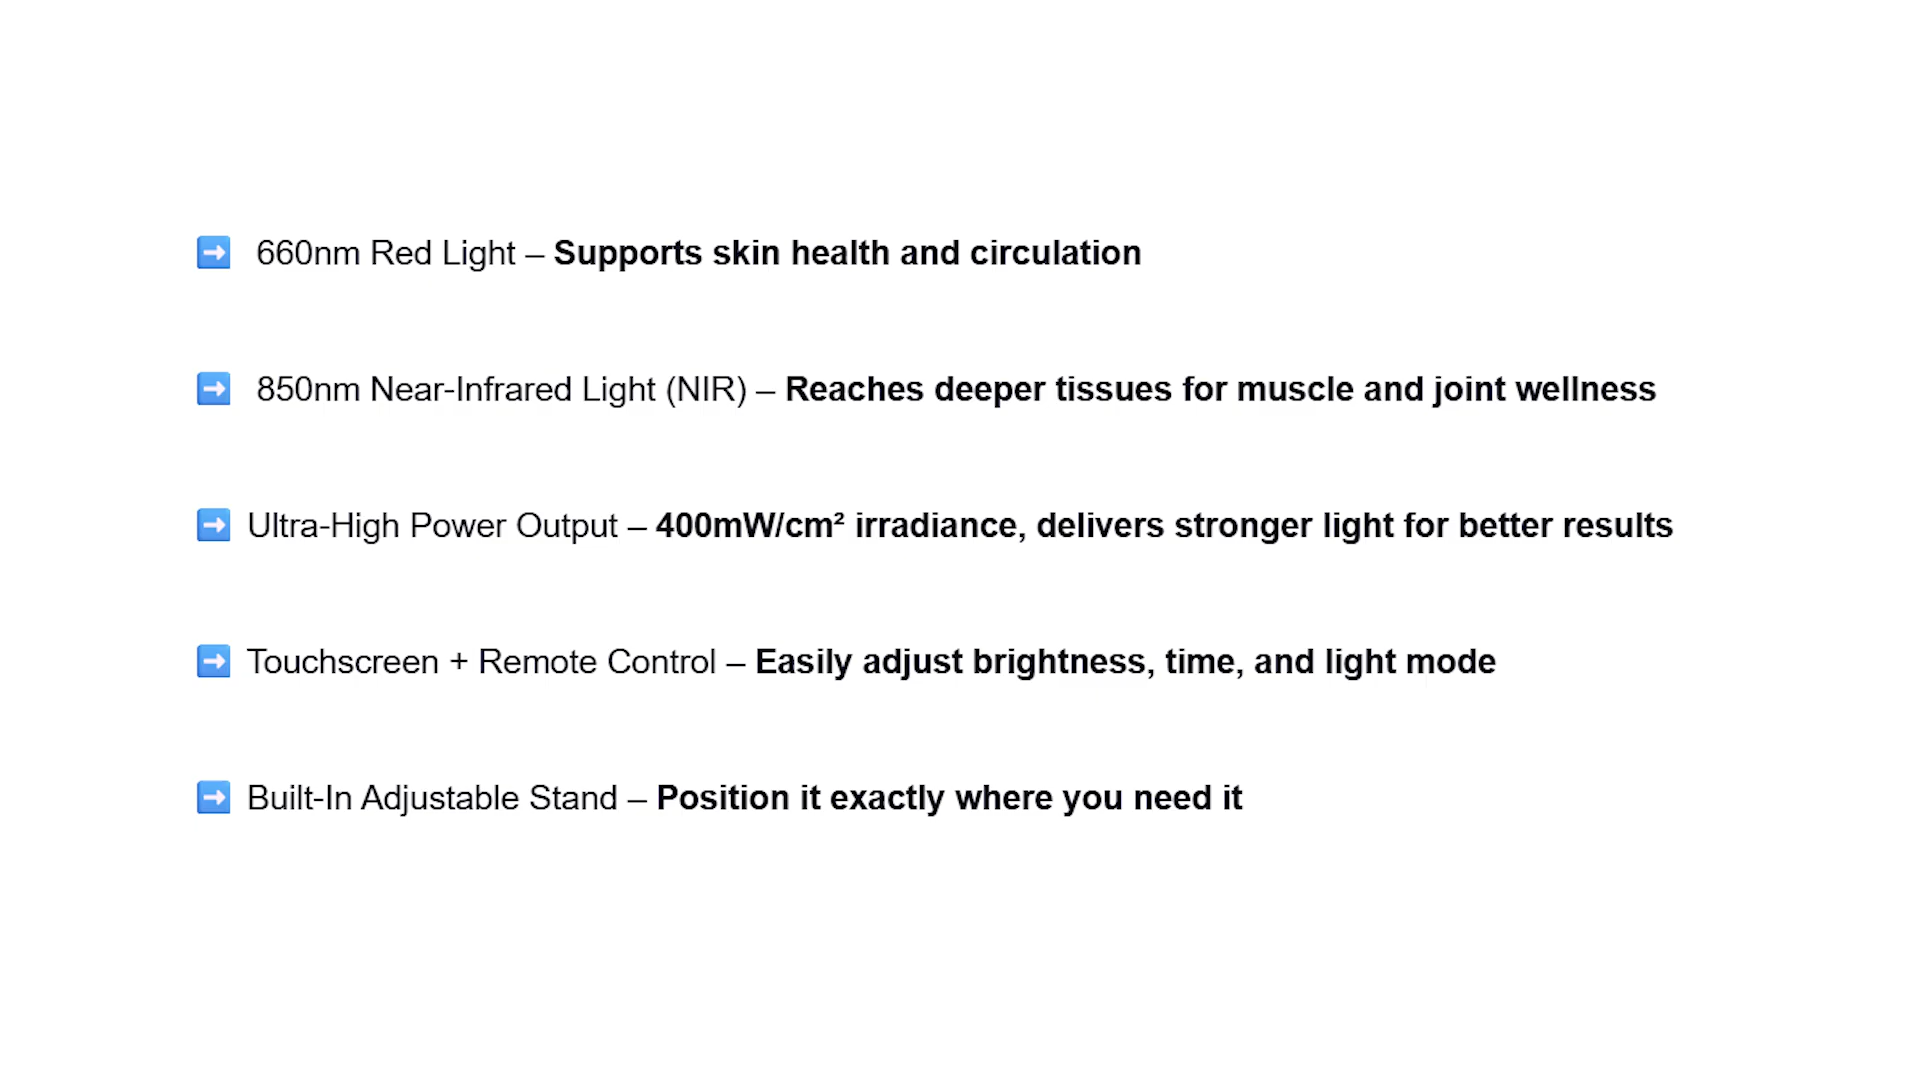 ➡️ 660nm Red Light – Supports skin health and circulation
➡️ 850nm Near-Infrared Light (NIR) – Reaches deeper tissues for muscle and joint wellness
➡️ Ultra-High Power Output – 400mW/cm² irradiance, delivers stronger light for better results
➡️ Touchscreen + Remote Control – Easily adjust brightness, time, and light mode
➡️ Built-In Adjustable Stand – Position it exactly where you need it